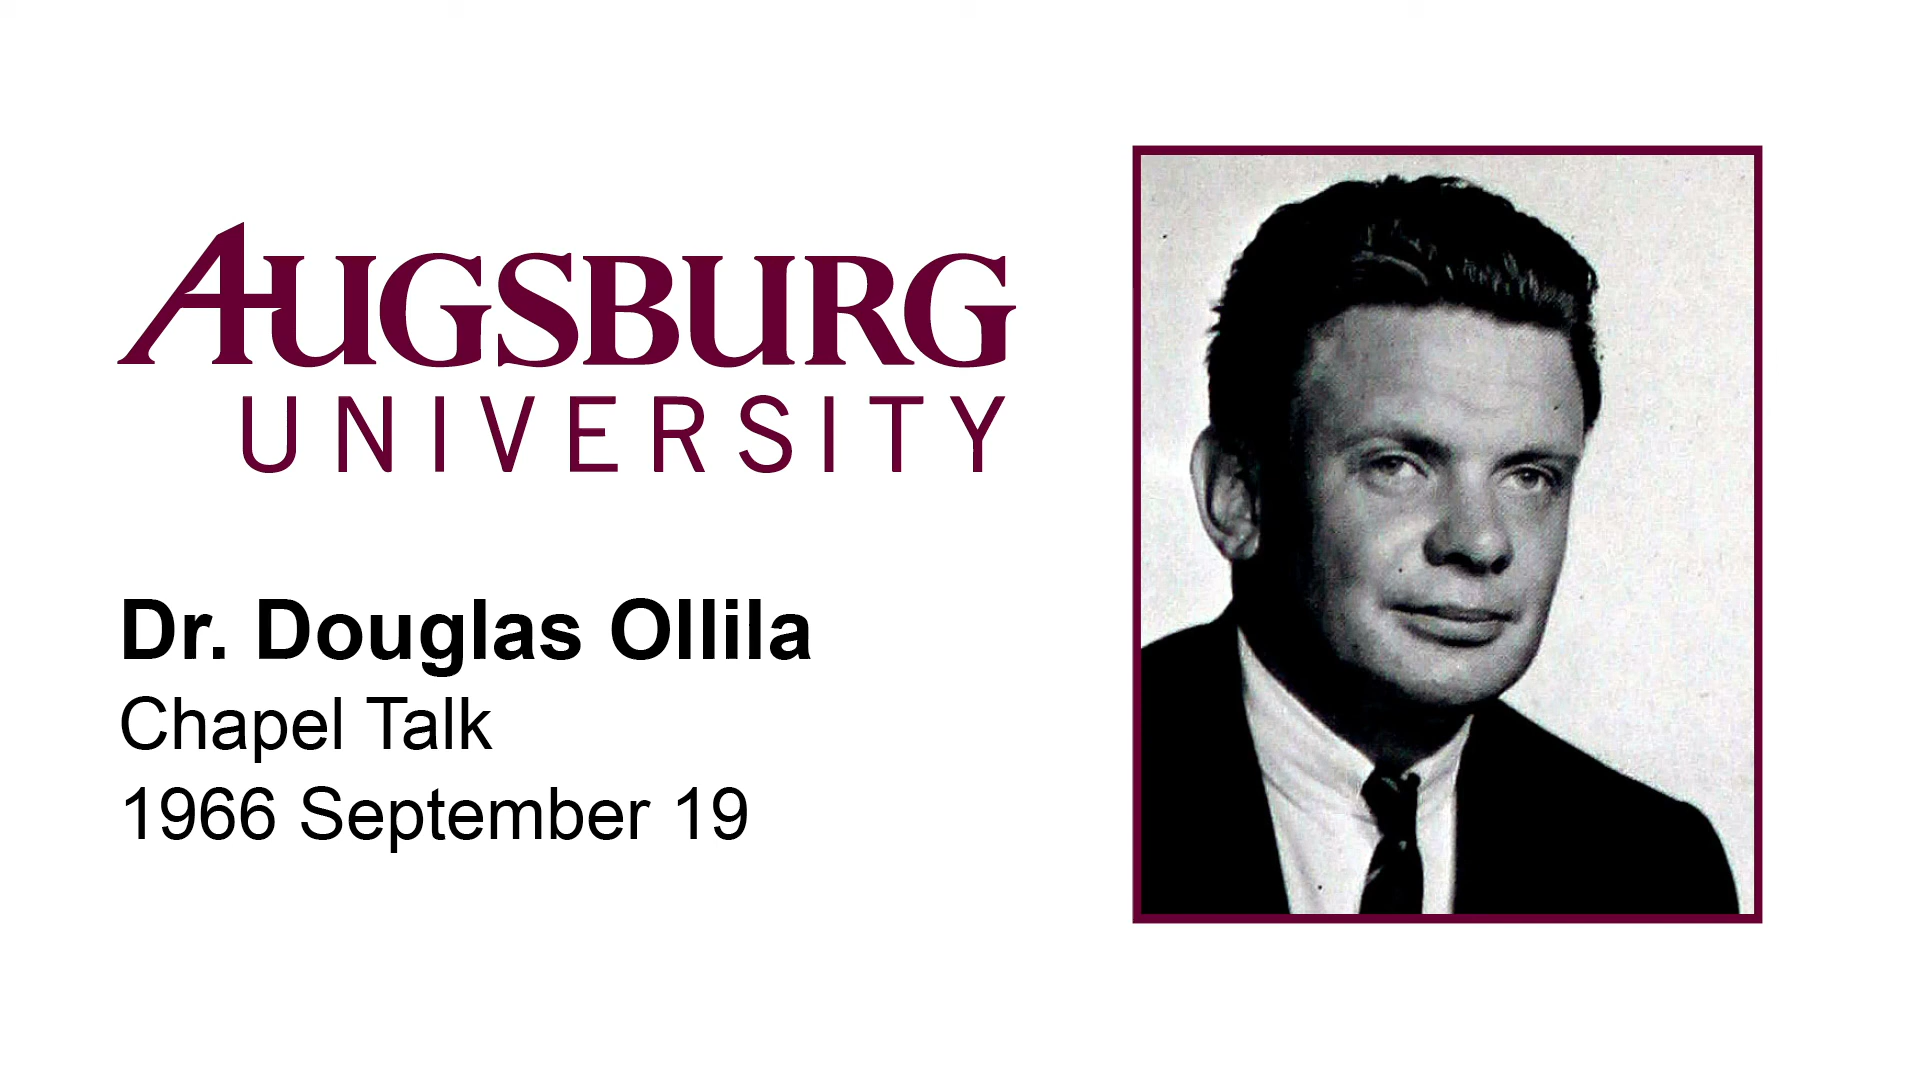 AUGSBURG
UNIVERSITY
Dr. Douglas Ollila
Chapel Talk
1966 September 19